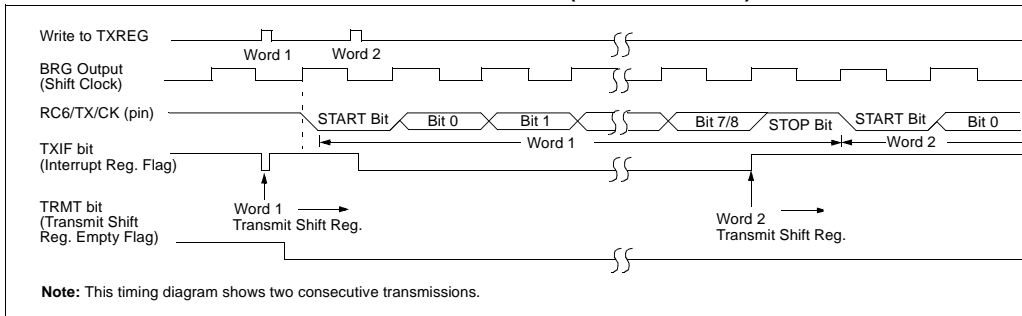 Write to TXREG
Word 1
Word 2
BRG Output
(Shift Clock)
RC6/TX/CK (pin)
START Bit
Bit 0
Bit 1
Bit 7/8
STOP Bit
START Bit
Bit 0
Word 1
Word 2
TXIF bit
(Interrupt Reg. Flag)
Word 1
Transmit Shift Reg.
Word 2
Transmit Shift Reg.
TRMT bit
(Transmit Shift
Reg. Empty Flag)
Note: This timing diagram shows two consecutive transmissions.